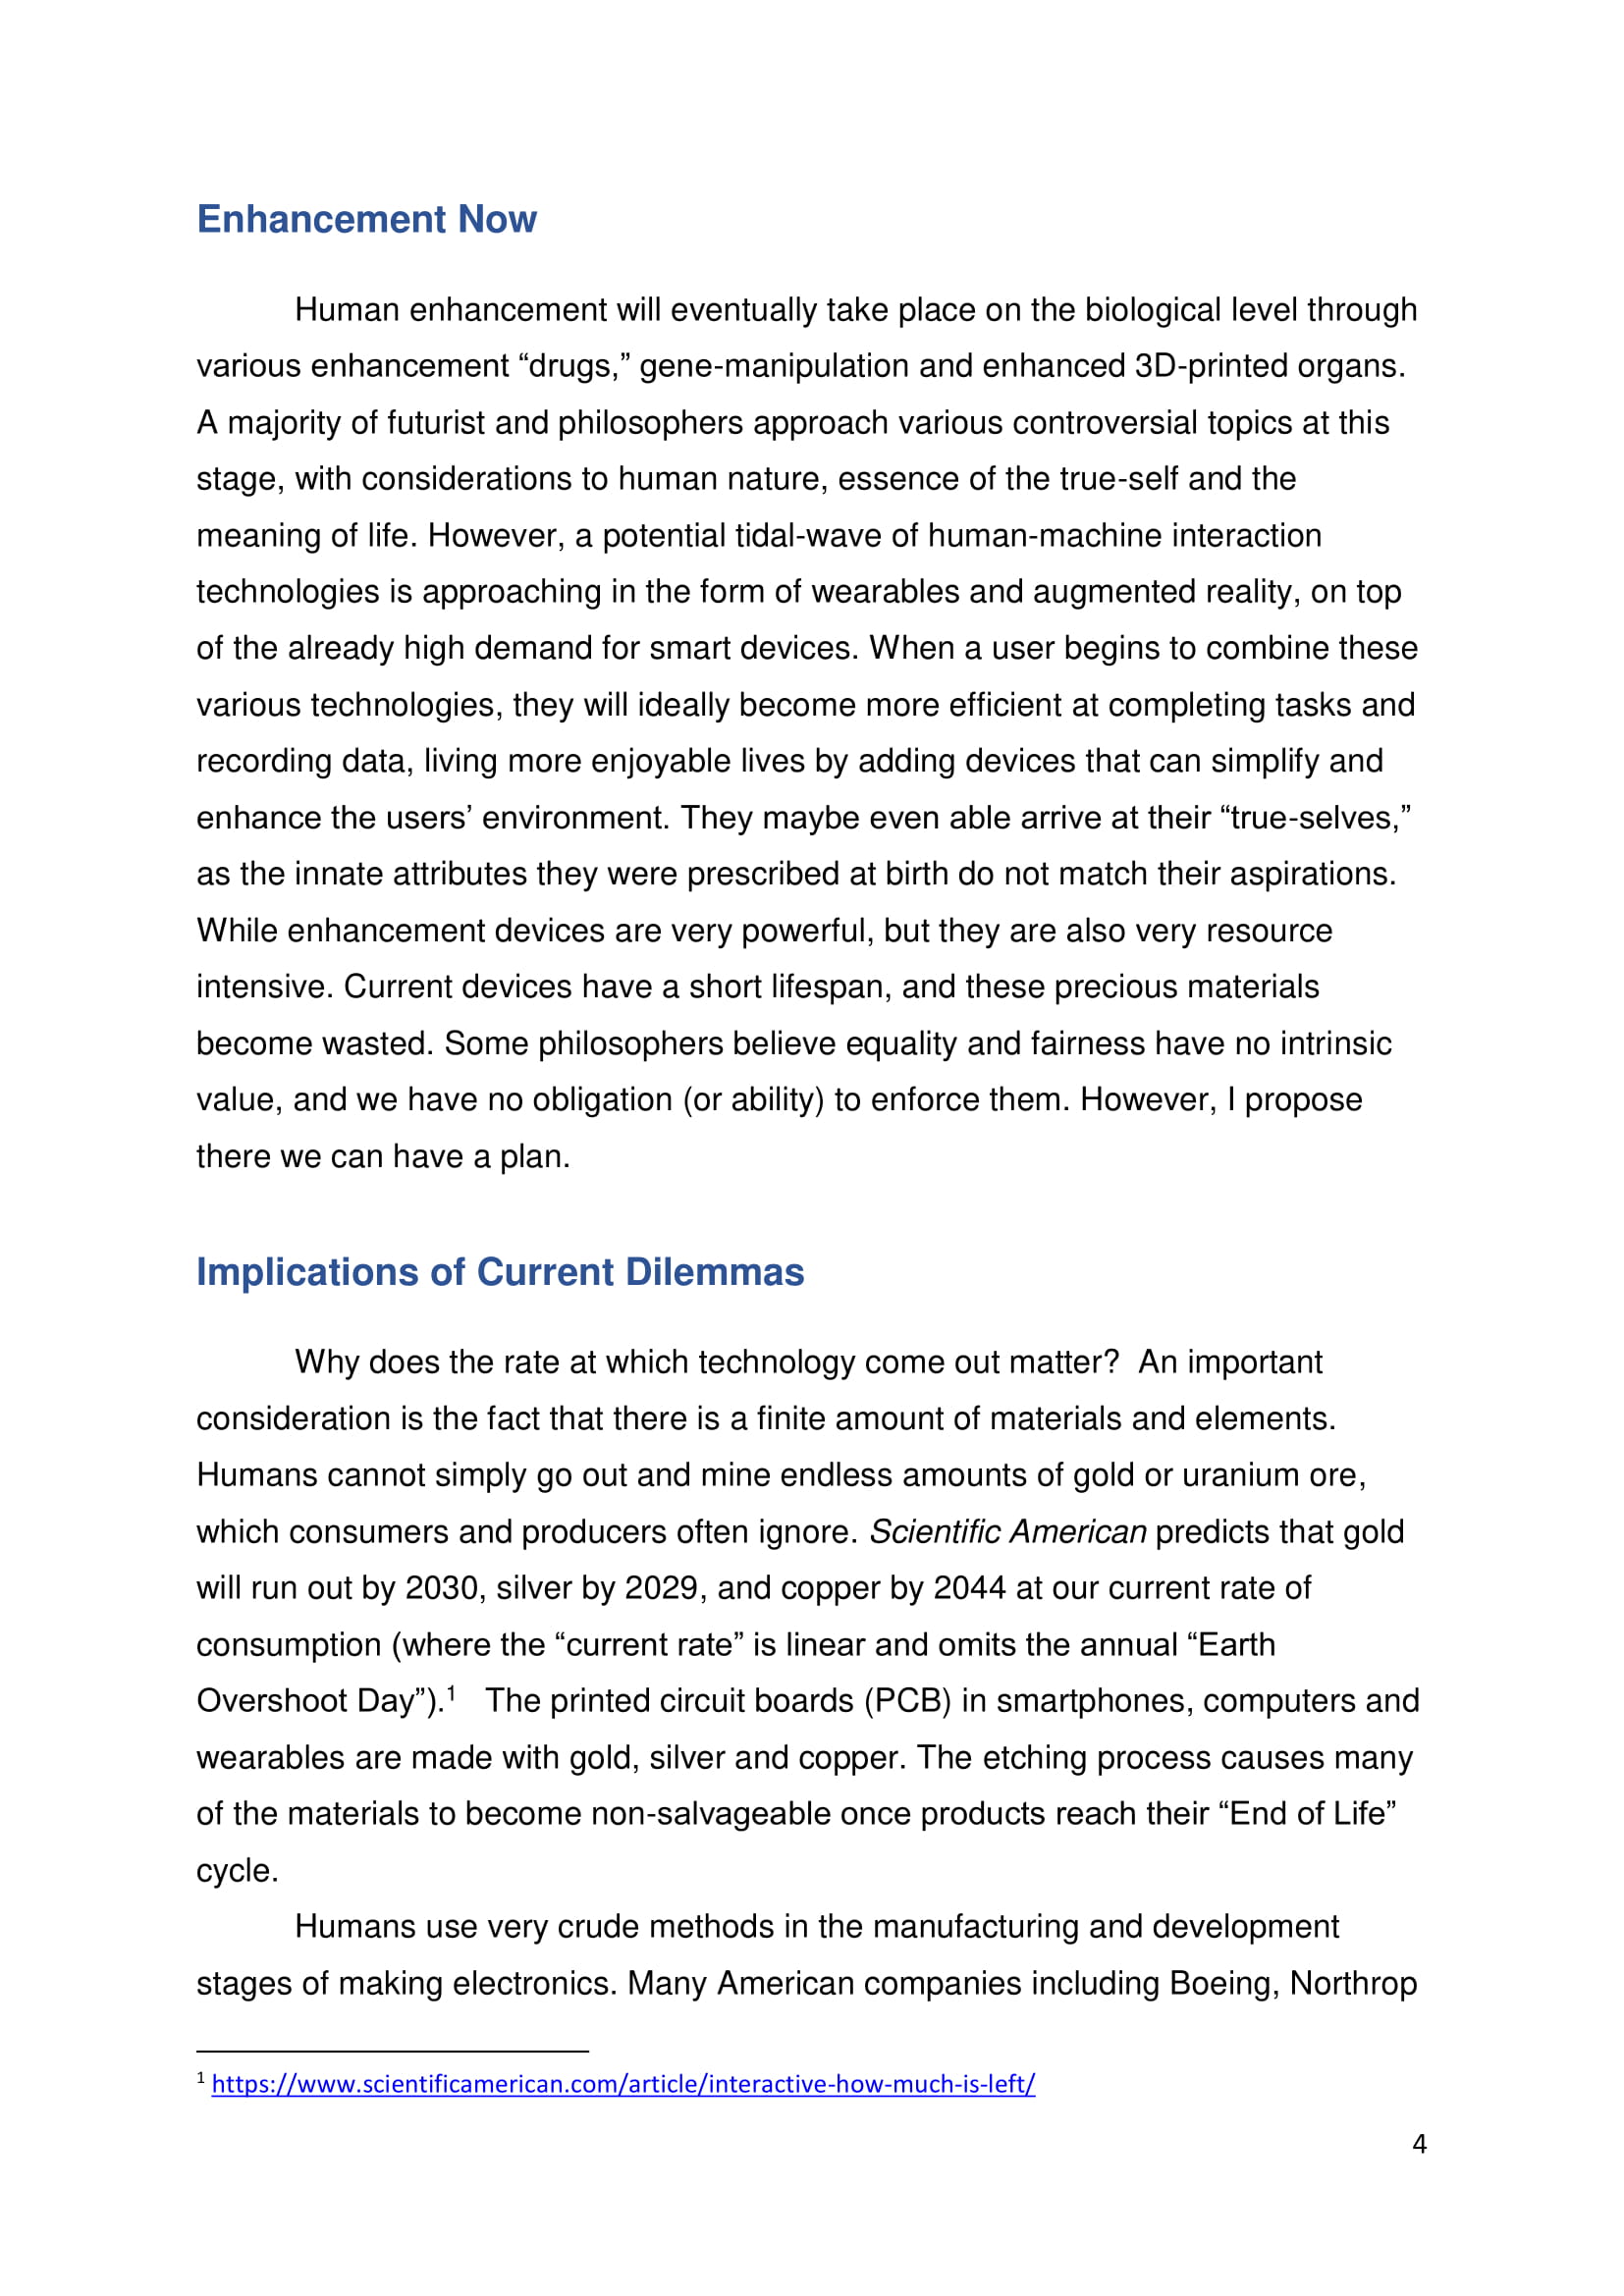 Enhancement Now
Human enhancement will eventually take place on the biological level through
various enhancement “drugs,” gene-manipulation and enhanced 3D-printed organs.
A majority of futurist and philosophers approach various controversial topics at this
stage, with considerations to human nature, essence of the true-self and the
meaning of life. However, a potential tidal-wave of human-machine interaction
technologies is approaching in the form of wearables and augmented reality, on top
of the already high demand for smart devices. When a user begins to combine these
various technologies, they will ideally become more efficient at completing tasks and
recording data, living more enjoyable lives by adding devices that can simplify and
enhance the users’ environment. They maybe even able arrive at their “true-selves,”
as the innate attributes they were prescribed at birth do not match their aspirations.
While enhancement devices are very powerful, but they are also very resource
intensive. Current devices have a short lifespan, and these precious materials
become wasted. Some philosophers believe equality and fairness have no intrinsic
value, and we have no obligation (or ability) to enforce them. However, I propose
there we can have a plan.
Implications of Current Dilemmas
Why does the rate at which technology come out matter?  An important
consideration is the fact that there is a finite amount of materials and elements.
Humans cannot simply go out and mine endless amounts of gold or uranium ore,
which consumers and producers often ignore. Scientific American predicts that gold
will run out by 2030, silver by 2029, and copper by 2044 at our current rate of
consumption (where the “current rate” is linear and omits the annual “Earth
Overshoot Day”).1   The printed circuit boards (PCB) in smartphones, computers and
wearables are made with gold, silver and copper. The etching process causes many
of the materials to become non-salvageable once products reach their “End of Life”
cycle.
Humans use very crude methods in the manufacturing and development
stages of making electronics. Many American companies including Boeing, Northrop
1 https://www.scientificamerican.com/article/interactive-how-much-is-left/
4